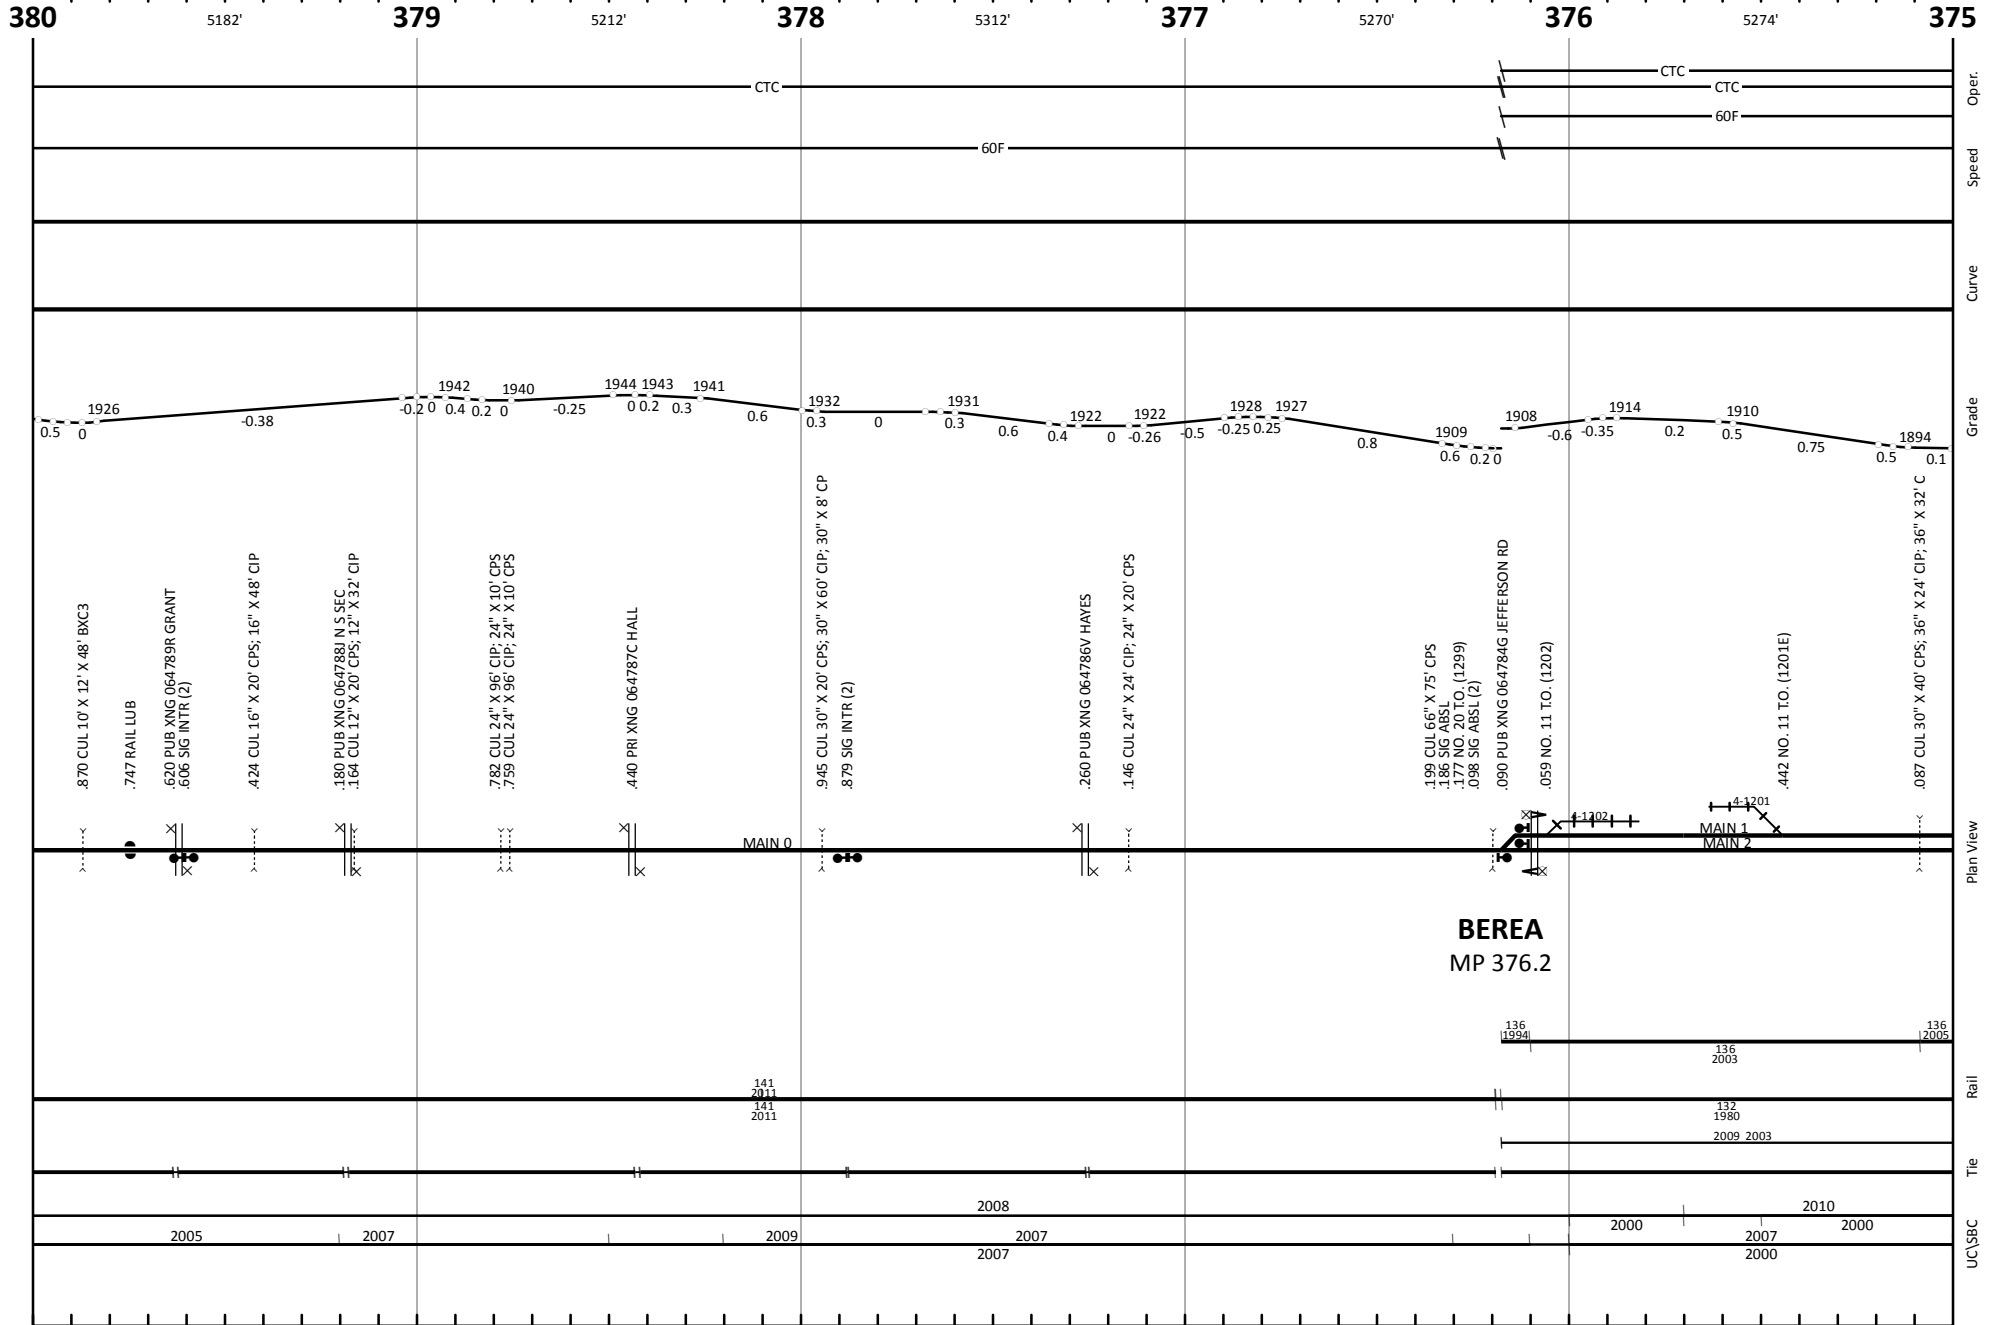 380 5182' 379 5212' 378 5312' 377 5270' 376 5274' 375
CTC
CTC
CTC
Oper.
60F
60F
Speed
Curve
1926 1942 1940 1944 1943 1941 1932 1931 1922 1922 1928 1927 1909 1908 1914 1910 1894
0.5 0 -0.38 -0.2 0 0.4 0.2 0 -0.25 0 0.2 0.3 0.6 0.3 0 0.3 0.6 0.4 0 -0.26 -0.5 -0.25 0.25 0.8 0.6 0.2 0 -0.6 -0.35 0.2 0.5 0.75 0.5 0.1
Grade
.870 CUL 10' X 12' X 48' BXC3
.747 RAIL LUB
.620 PUB XNG 064789R GRANT
.606 SIG INTR (2)
.424 CUL 16" X 20' CPS; 16" X 48' CIP
.180 PUB XNG 064788J N S SEC
.164 CUL 12" X 20' CPS; 12" X 32' CIP
.782 CUL 24" X 96' CIP; 24" X 10' CPS
.759 CUL 24" X 96' CIP; 24" X 10' CPS
.440 PRI XNG 064787C HALL
.945 CUL 30" X 20' CPS; 30" X 60' CIP; 30" X 8' CP
.879 SIG INTR (2)
.260 PUB XNG 064786V HAYES
.146 CUL 24" X 24' CIP; 24" X 20' CPS
.199 CUL 66" X 75' CPS
.186 SIG ABSL
.177 NO. 20 T.O. (1299)
.098 SIG ABSL (2)
.090 PUB XNG 064784G JEFFERSON RD
.059 NO. 11 T.O. (1202)
.442 NO. 11 T.O. (1201E)
.087 CUL 30" X 40' CPS; 36" X 24' CIP; 36" X 32' C
4-1201
4-1202
MAIN 1
MAIN 0
MAIN 2
Plan View
BEREA
MP 376.2
136
1994
136
2003
136
2005
141
2011
141
2011
132
1980
Rail
2009 2003
Tie
2008
2010
2000
2000
2005 2007 2009 2007 2007
2007
2000
UC\SBC